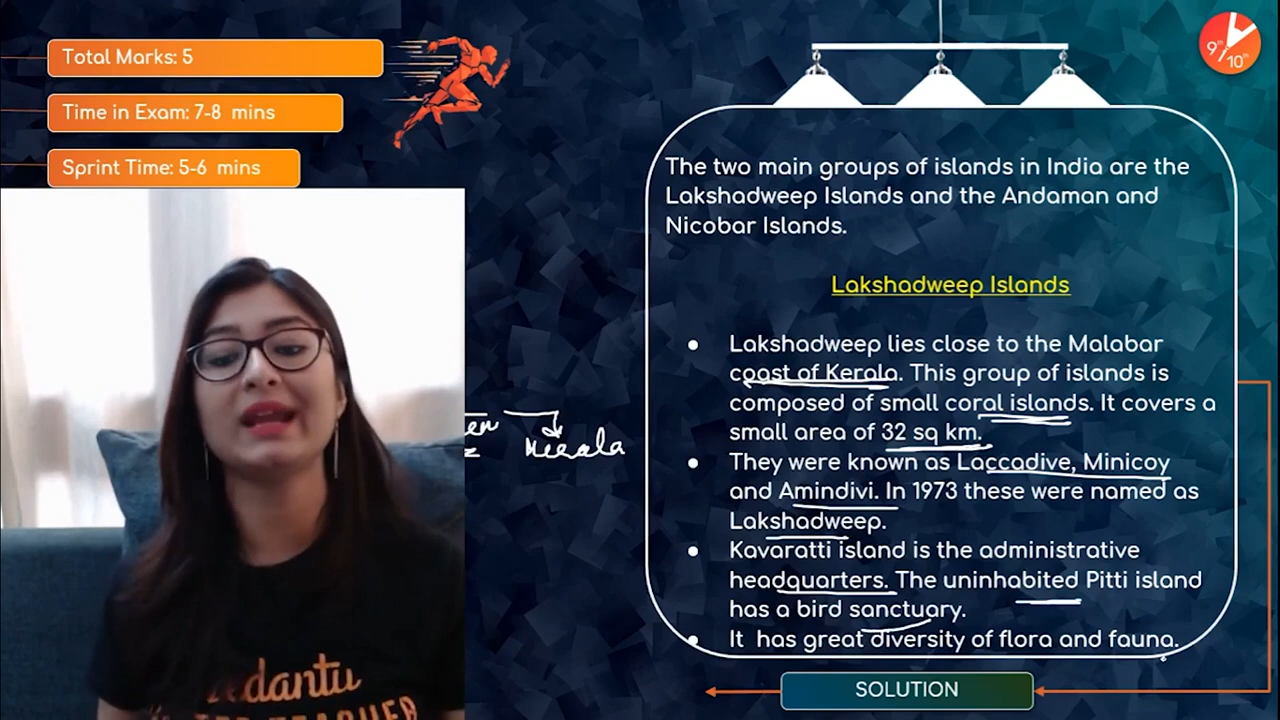 Total Marks: 5
Time in Exam: 7-8 mins
Sprint Time: 5-6 mins
9th
10th
The two main groups of islands in India are the
Lakshadweep Islands and the Andaman and
Nicobar Islands.
Lakshadweep Islands
• Lakshadweep lies close to the Malabar
coast of Kerala. This group of islands is
composed of small coral islands. It covers a
small area of 32 sq km.
• They were known as Laccadive, Minicoy
and Amindivi. In 1973 these were named as
Lakshadweep.
• Kavaratti island is the administrative
headquarters. The uninhabited Pitti island
has a bird sanctuary.
• It has great diversity of flora and fauna.
Kerala
SOLUTION